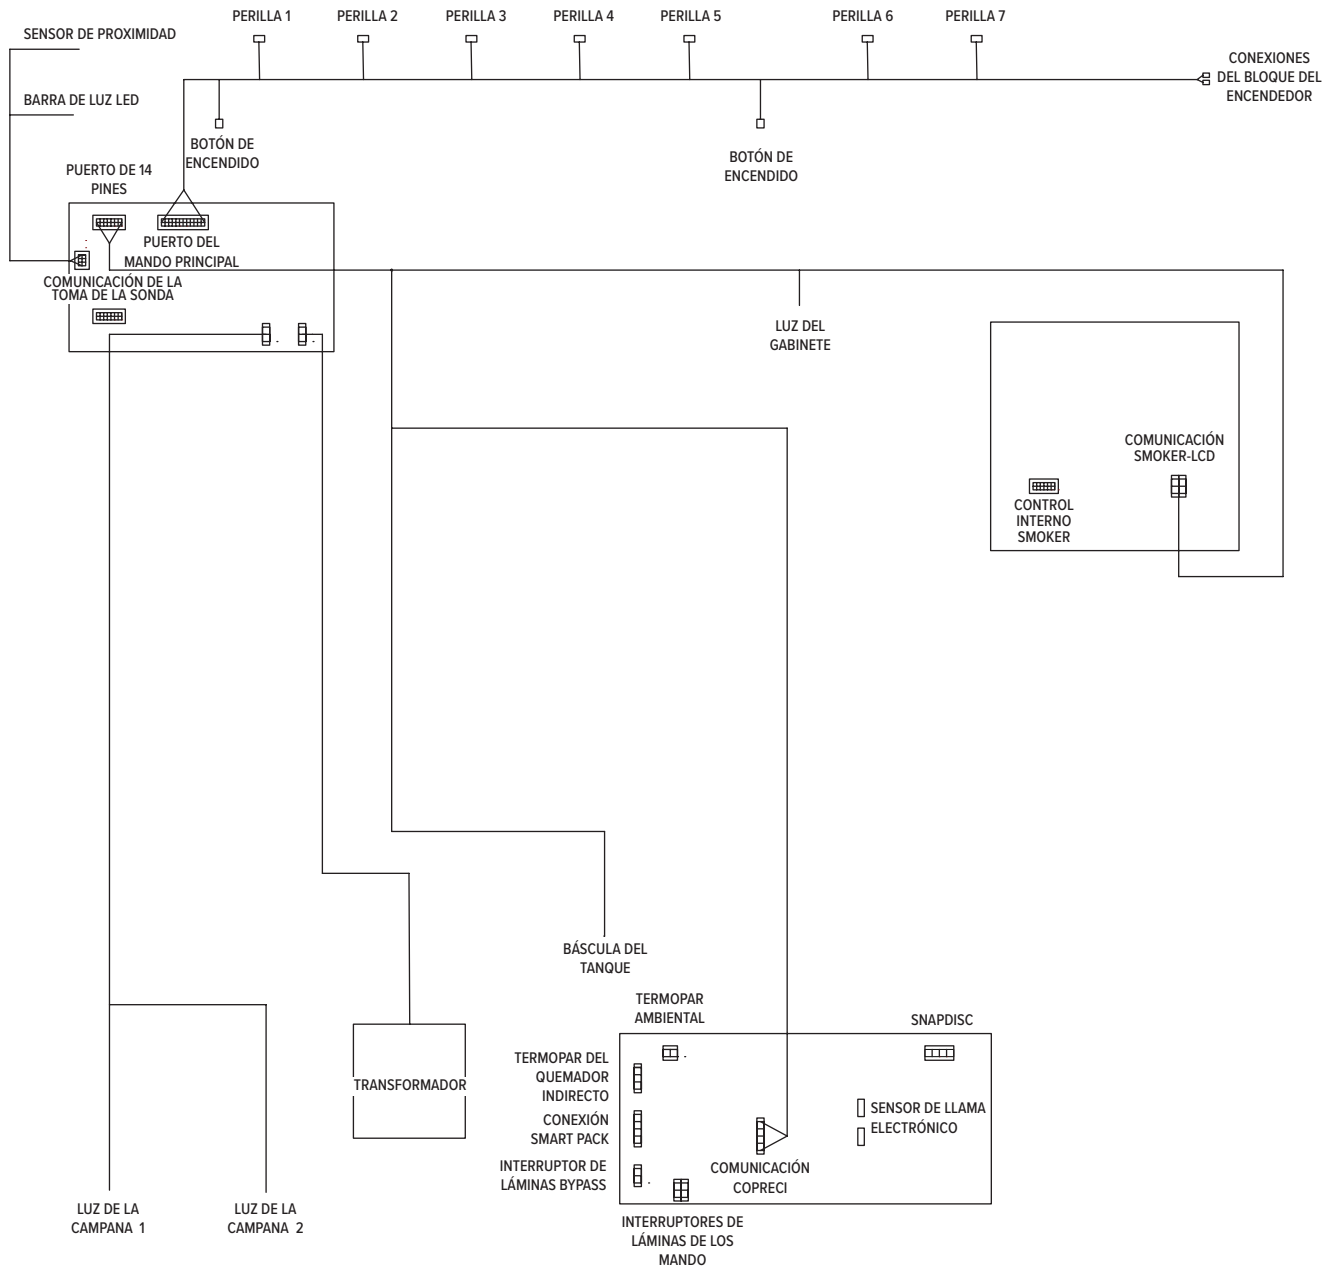 PERILLA 1
PERILLA 2
PERILLA 3
PERILLA 4
PERILLA 5
PERILLA 6
PERILLA 7
SENSOR DE PROXIMIDAD
CONEXIONES
DEL BLOQUE DEL
ENCENDEDOR
BARRA DE LUZ LED
BOTÓN DE
ENCENDIDO
BOTÓN DE
ENCENDIDO
PUERTO DE 14
PINES
PUERTO DEL
MANDO PRINCIPAL
COMUNICACIÓN DE LA
TOMA DE LA SONDA
LUZ DEL
GABINETE
COMUNICACIÓN
SMOKER-LCD
CONTROL
INTERNO
SMOKER
BÁSCULA DEL
TANQUE
TERMOPAR
AMBIENTAL
SNAPDISC
TERMOPAR DEL
QUEMADOR
INDIRECTO
TRANSFORMADOR
SENSOR DE LLAMA
ELECTRÓNICO
CONEXIÓN
SMART PACK
INTERRUPTOR DE
LÁMINAS BYPASS
COMUNICACIÓN
COPRECI
LUZ DE LA
CAMPANA 1
LUZ DE LA
CAMPANA 2
INTERRUPTORES DE
LÁMINAS DE LOS
MANDO